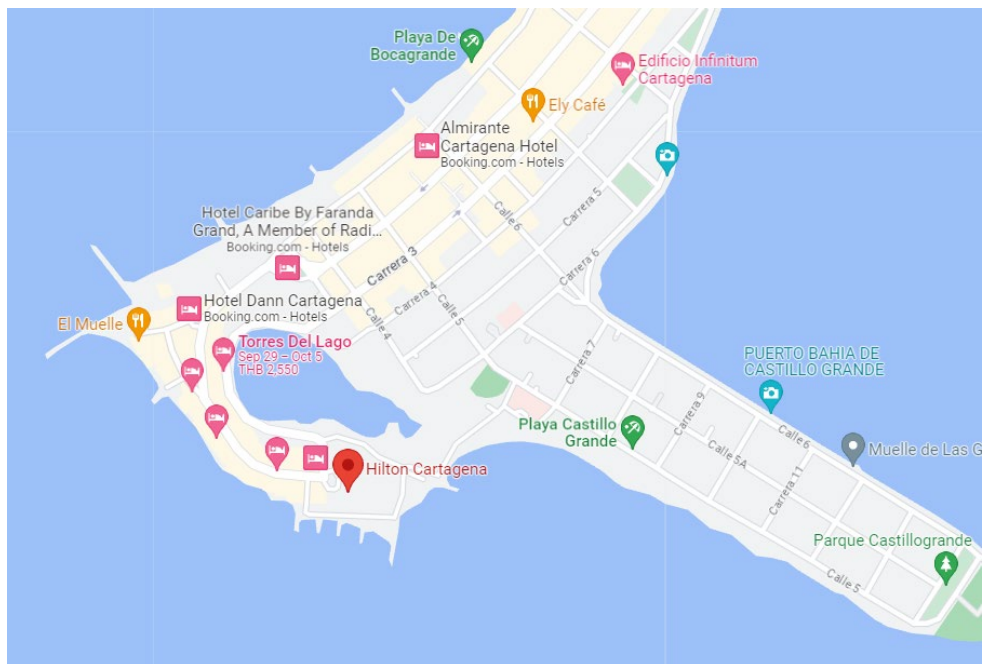 Playa De
Bocagrande
Edificio Infinitum
Cartagena
Ely Café
Almirante
Cartagena Hotel
Booking.com - Hotels
Calle 6
Carrera 5
Hotel Caribe By Faranda
Grand, A Member of Radi...
Booking.com - Hotels
Carrera 3
Carrera 6
Hotel Dann Cartagena
Booking.com - Hotels
Carrera 4
Calle 5
Calle 4
El Muelle
Torres Del Lago
Sep 29 – Oct 5
THB 2,550
Carrera 7
PUERTO BAHIA DE
CASTILLO GRANDE
Carrera 9
Playa Castillo
Grande
Calle 6
Calle 5A
Muelle de Las G
Hilton Cartagena
Carrera 11
Parque Castillogrande
Calle 5